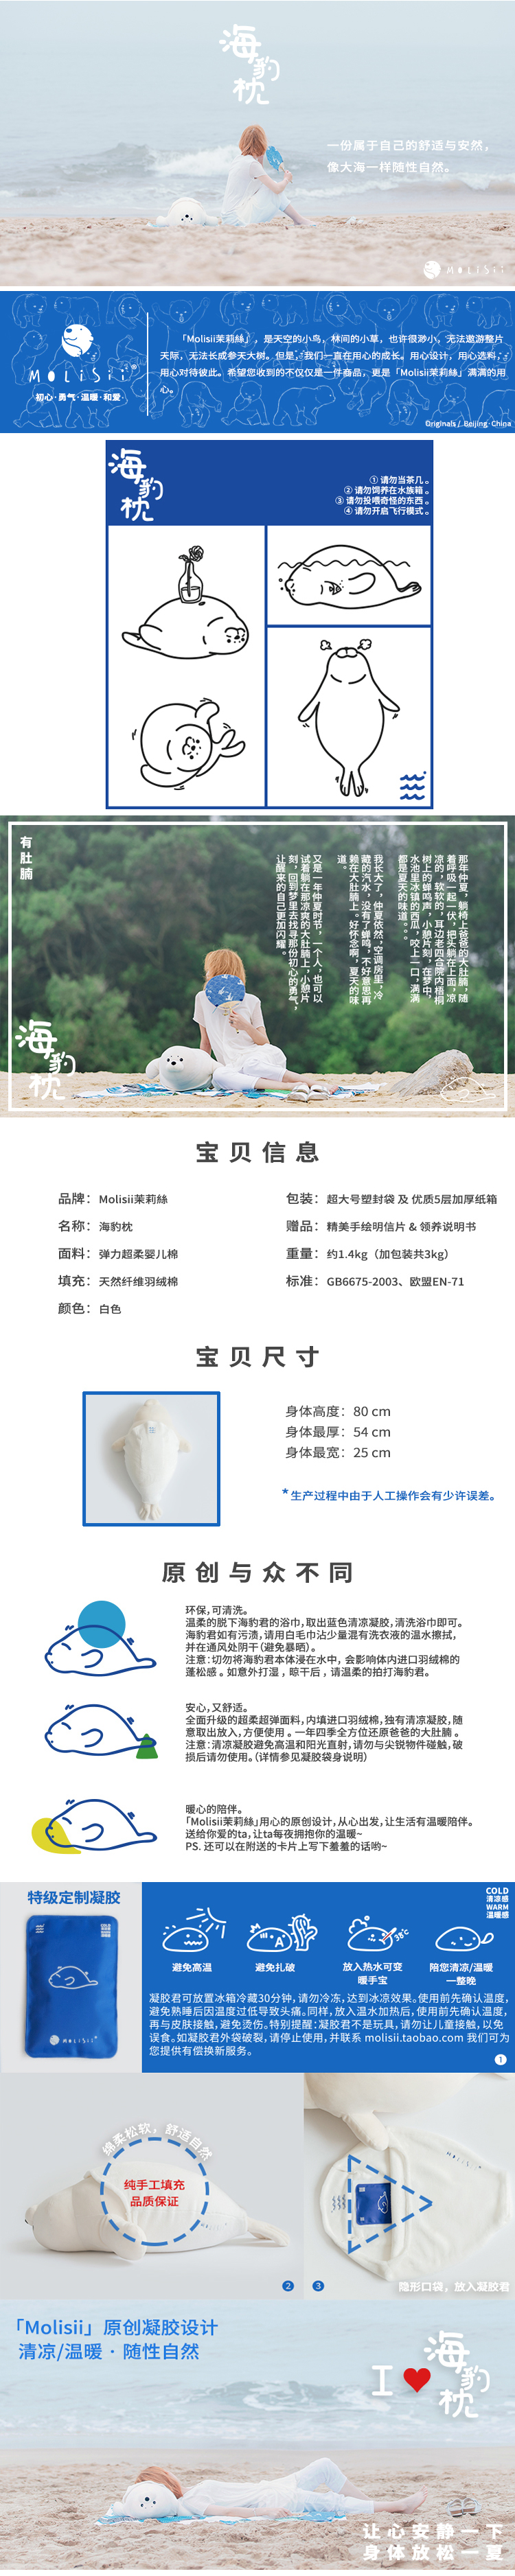 海豹枕
一份属于自己的舒适与安然，
像大海一样随性自然。
MOLiSii
MOLiSii®
初心·勇气·温暖·和爱
「Molisii茉莉絲」，是天空的小鸟，林间的小草，也许很渺小，无法遨游整片
天际，无法长成参天大树。但是，我们一直在用心的成长。用心设计，用心选料，
用心对待彼此。希望您收到的不仅仅是一件商品，更是「Molisii茉莉絲」满满的用
心。
Originals / Beijing·China
海豹枕
① 请勿当茶几。
② 请勿饲养在水族箱。
③ 请勿投喂奇怪的东西。
④ 请勿开启飞行模式。
有肚腩
那年仲夏，躺椅上爸爸的大肚腩，随
着呼吸一起一伏，把头躺在上面，凉
凉的，软软的，耳边老四合院内梧桐
树上的蝉鸣声，小憩片刻，在梦中，
水池里冰镇的西瓜，咬上一口，满满
都是夏天的味道。。。
我长大了，仲夏依然，空调房里，冷
藏的汽水，没有了蝉鸣，不好意思再
赖在大肚腩上。好怀念啊，夏天的味
道。
又是一年仲夏时节，一个人，也可以
试着躺在那凉爽的大肚腩上，小憩片
刻，回到梦里去找寻那份初心的勇气，
让醒来的自己更加闪耀。
海豹枕
宝贝信息
品牌：Molisii茉莉絲
名称：海豹枕
面料：弹力超柔婴儿棉
填充：天然纤维羽绒棉
颜色：白色
包装：超大号塑封袋 及 优质5层加厚纸箱
赠品：精美手绘明信片 & 领养说明书
重量：约1.4kg（加包装共3kg）
标准：GB6675-2003、欧盟EN-71
宝贝尺寸
身体高度：80 cm
身体最厚：54 cm
身体最宽：25 cm
*生产过程中由于人工操作会有少许误差。
原创与众不同
环保，可清洗。
温柔的脱下海豹君的浴巾，取出蓝色清凉凝胶，清洗浴巾即可。
海豹君如有污渍，请用白毛巾沾少量混有洗衣液的温水擦拭，
并在通风处阴干（避免暴晒）。
注意：切勿将海豹君本体浸在水中，会影响体内进口羽绒棉的
蓬松感。如意外打湿，晾干后，请温柔的拍打海豹君。
安心，又舒适。
全面升级的超柔超弹面料，内填进口羽绒棉，独有清凉凝胶，随
意取出放入，方便使用。一年四季全方位还原爸爸的大肚腩。
注意：清凉凝胶避免高温和阳光直射，请勿与尖锐物件碰触，破
损后请勿使用。（详情参见凝胶袋身说明）
暖心的陪伴。
「Molisii茉莉絲」用心的原创设计，从心出发，让生活有温暖陪伴。
送给你爱的ta，让ta每夜拥抱你的温暖~
PS. 还可以在附送的卡片上写下羞羞的话哟~
特级定制凝胶
MOLiSii
COLD
清凉感
WARM
温暖感
38℃
A
避免高温
避免扎破
放入热水可变
暖手宝
陪您清凉/温暖
一整晚
凝胶君可放置冰箱冷藏30分钟，请勿冷冻，达到冰凉效果。使用前先确认温度，
避免熟睡后因温度过低导致头痛。同样，放入温水加热后，使用前先确认温度，
再与皮肤接触，避免烫伤。特别提醒：凝胶君不是玩具，请勿让儿童接触，以免
误食。如凝胶君外袋破裂，请停止使用，并联系 molisii.taobao.com 我们可为
您提供有偿换新服务。
1
绵柔松软，舒适自然
纯手工填充
品质保证
2
3
隐形口袋，放入凝胶君
「Molisii」原创凝胶设计
清凉/温暖 · 随性自然
I
海豹枕
让心安静一下
身体放松一夏